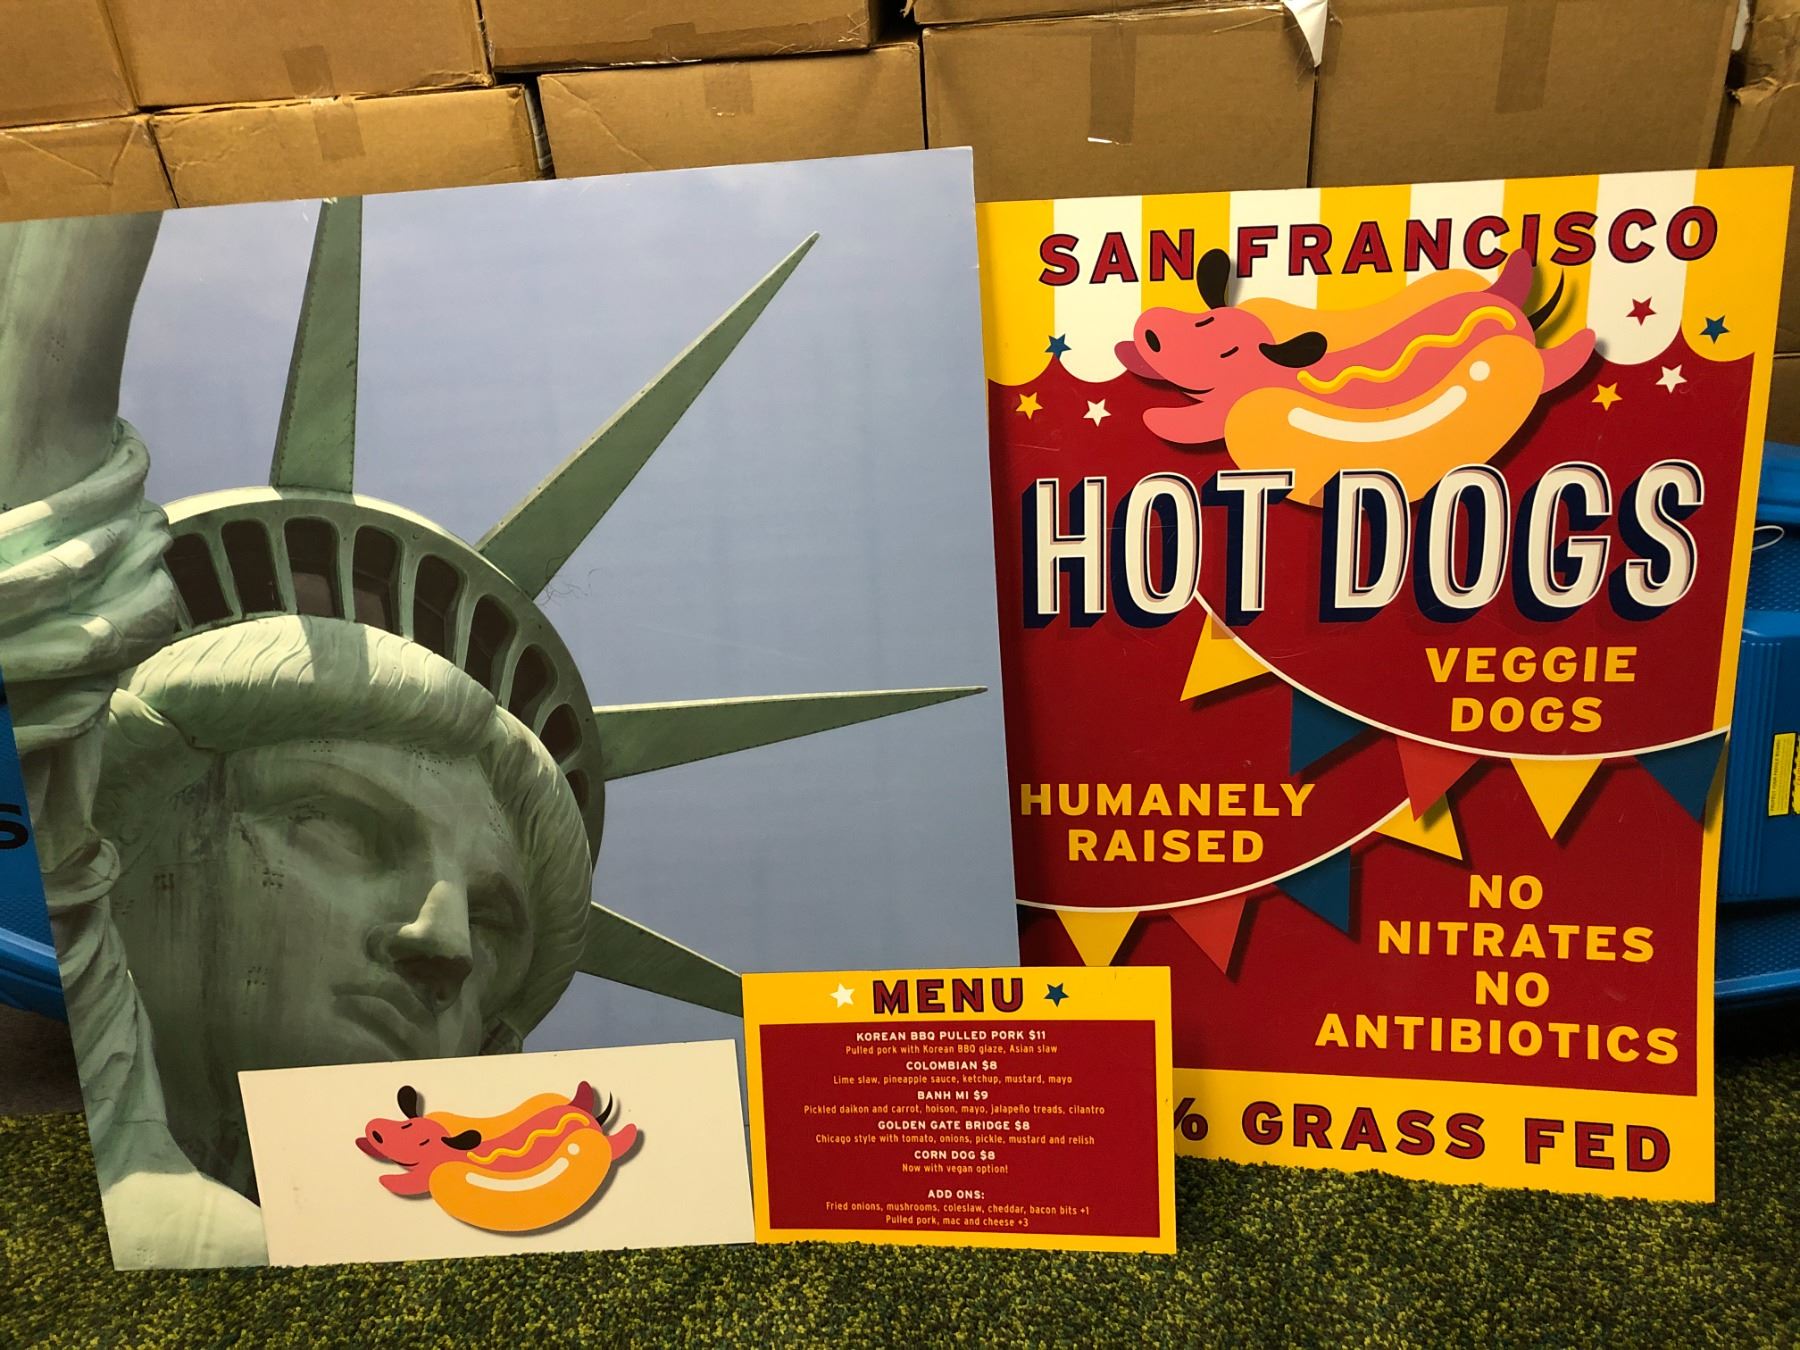 SAN FRANCISCO
HOT DOGS
VEGGIE
DOGS
HUMANELY
RAISED
NO
NITRATES
NO
ANTIBIOTICS
% GRASS FED
MENU
KOREAN BBQ PULLED PORK $11
Pulled pork with Korean BBQ glaze, Asian slaw
COLOMBIAN $8
Lime slaw, pineapple sauce, ketchup, mustard, mayo
BANH MI $9
Pickled daikon and carrot, hoison, mayo, jalapeño treads, cilantro
GOLDEN GATE BRIDGE $8
Chicago style with tomato, onions, pickle, mustard and relish
CORN DOG $8
Now with vegan option!
ADD ONS:
Fried onions, mushrooms, coleslaw, cheddar, bacon bits +1
Pulled pork, mac and cheese +3
S